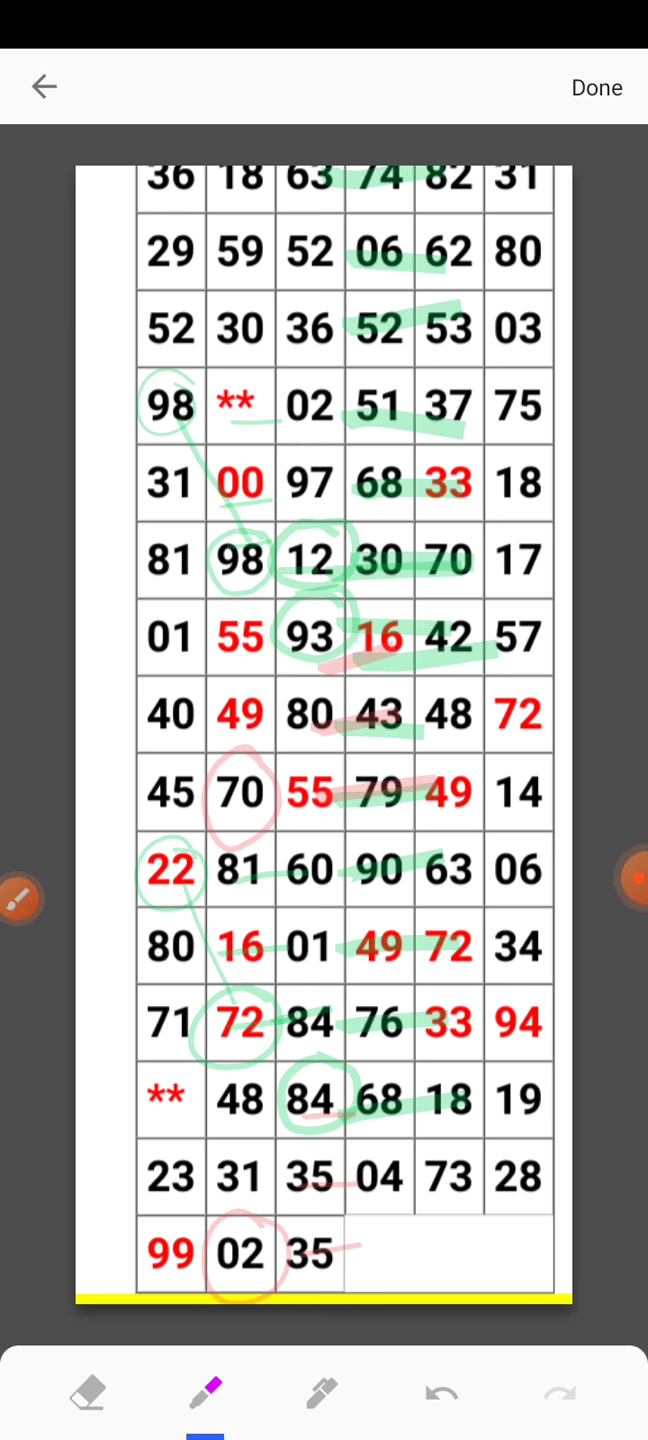 Done
36 18 63 74 82 31
29 59 52 06 62 80
52 30 36 52 53 03
98 ** 02 51 37 75
31 00 97 68 33 18
81 98 12 30 70 17
01 55 93 16 42 57
40 49 80 43 48 72
45 70 55 79 49 14
22 81 60 90 63 06
80 16 01 49 72 34
71 72 84 76 33 94
** 48 84 68 18 19
23 31 35 04 73 28
99 02 35